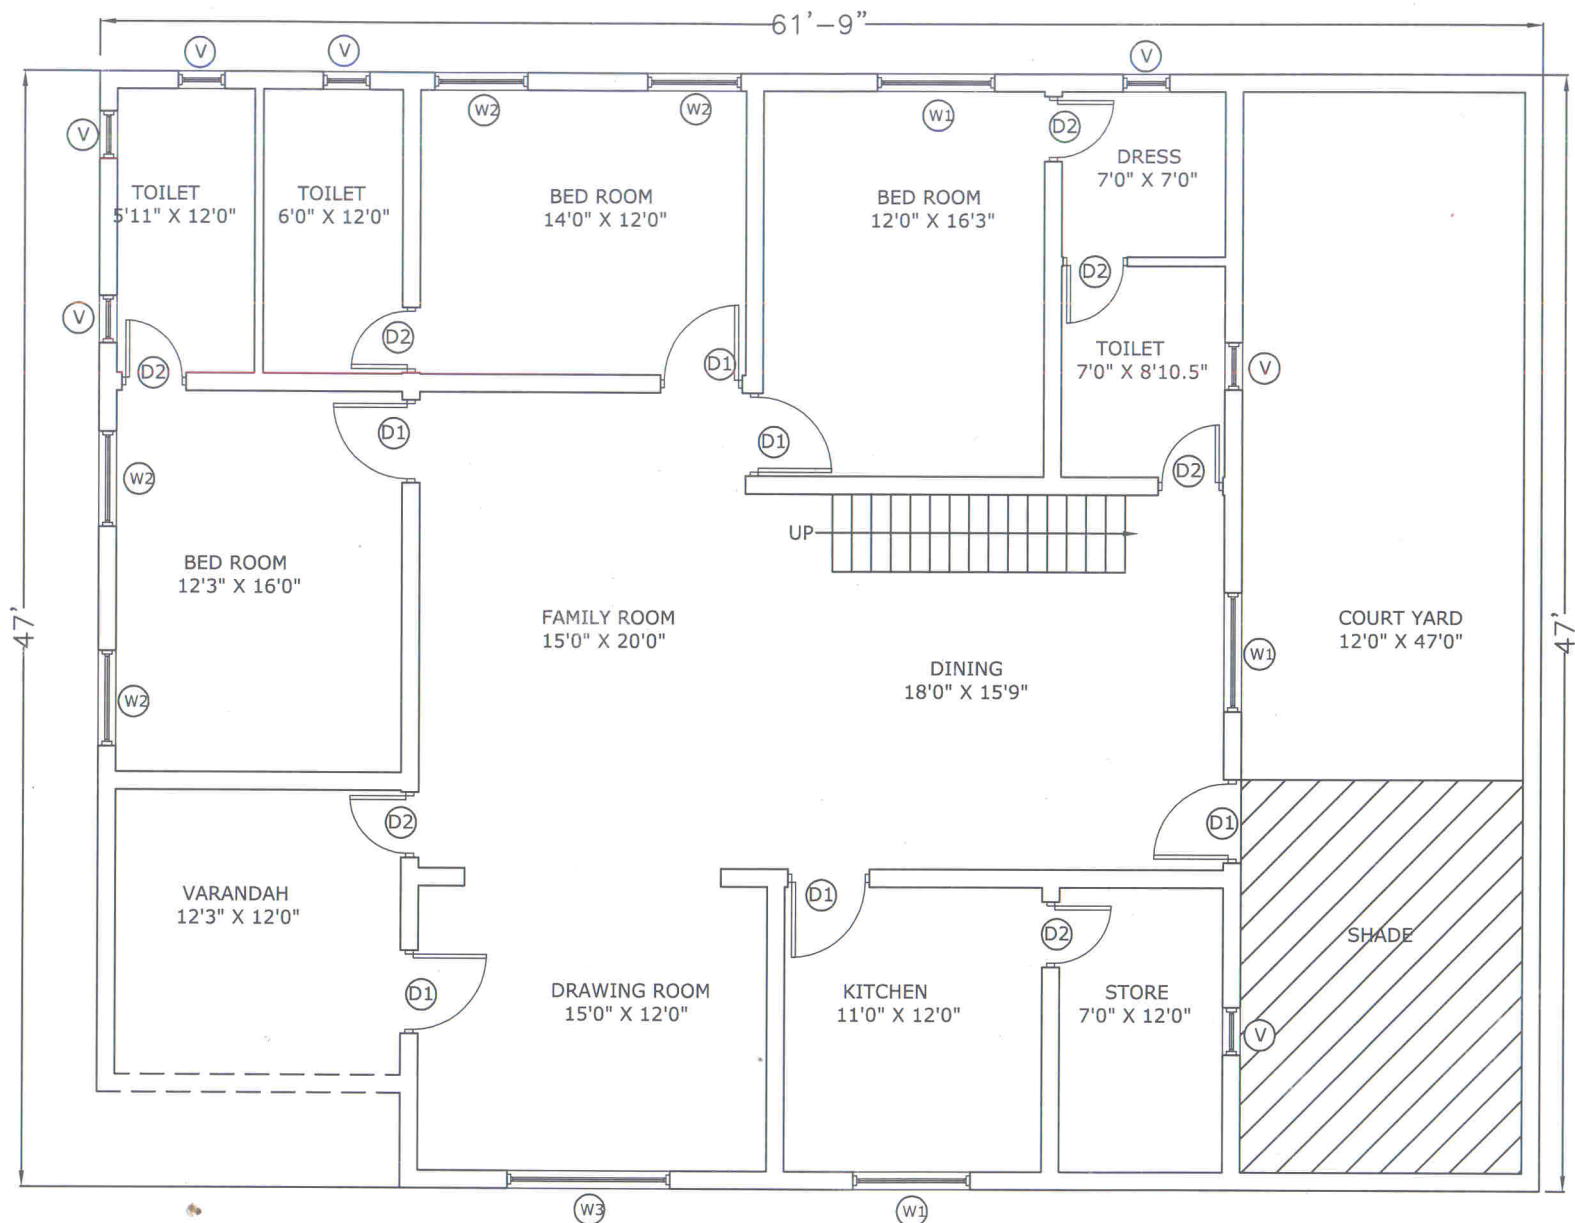 61'-9"
V
V
V
W2
W2
W1
D2
V
DRESS
7'0" X 7'0"
TOILET
5'11" X 12'0"
TOILET
6'0" X 12'0"
BED ROOM
14'0" X 12'0"
BED ROOM
12'0" X 16'3"
D2
V
D2
D2
D1
TOILET
7'0" X 8'10.5"
V
D1
D1
D2
W2
UP
BED ROOM
12'3" X 16'0"
FAMILY ROOM
15'0" X 20'0"
COURT YARD
12'0" X 47'0"
47'
47'
W1
DINING
18'0" X 15'9"
W2
D2
D1
VARANDAH
12'3" X 12'0"
D1
D2
SHADE
D1
DRAWING ROOM
15'0" X 12'0"
KITCHEN
11'0" X 12'0"
STORE
7'0" X 12'0"
V
W3
W1